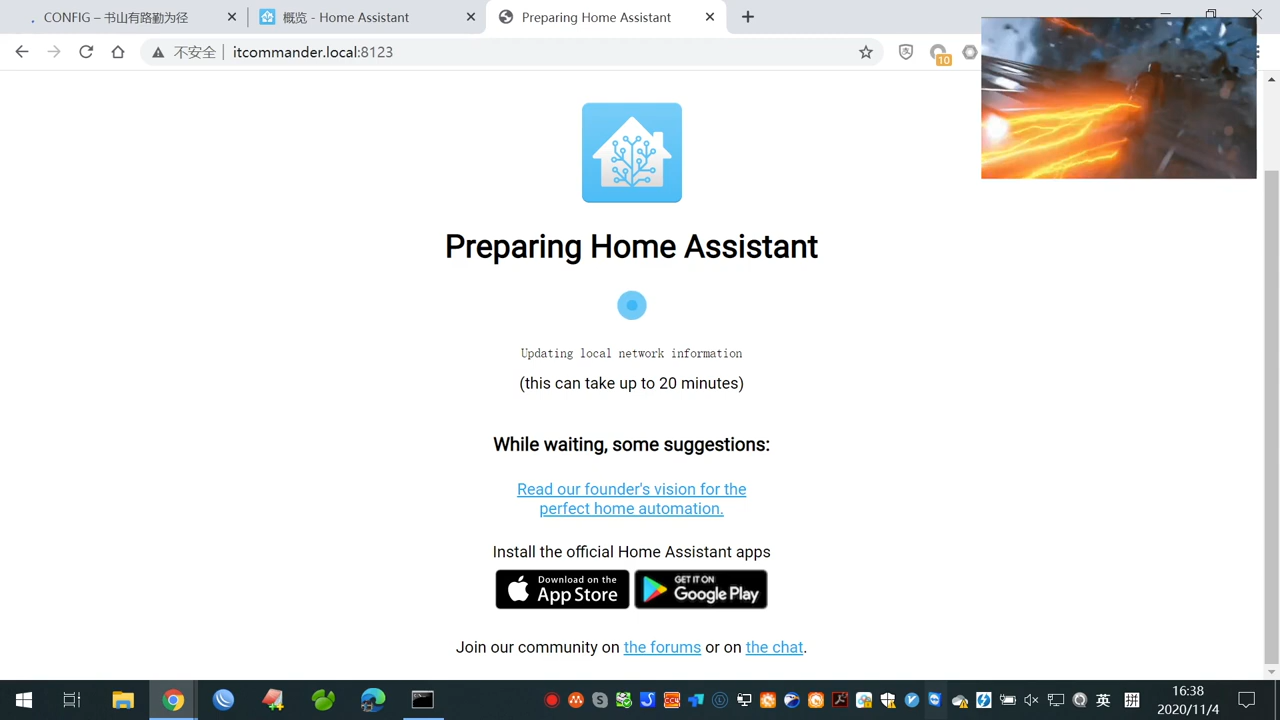 CONFIG – 书山有路勤为径
概览 - Home Assistant
Preparing Home Assistant
不安全
itcommander.local:8123
10
Preparing Home Assistant
Updating local network information
(this can take up to 20 minutes)
While waiting, some suggestions:
Read our founder's vision for the
perfect home automation.
Install the official Home Assistant apps
Download on the
App Store
GET IT ON
Google Play
Join our community on the forums or on the chat.
英
拼
16:38
2020/11/4